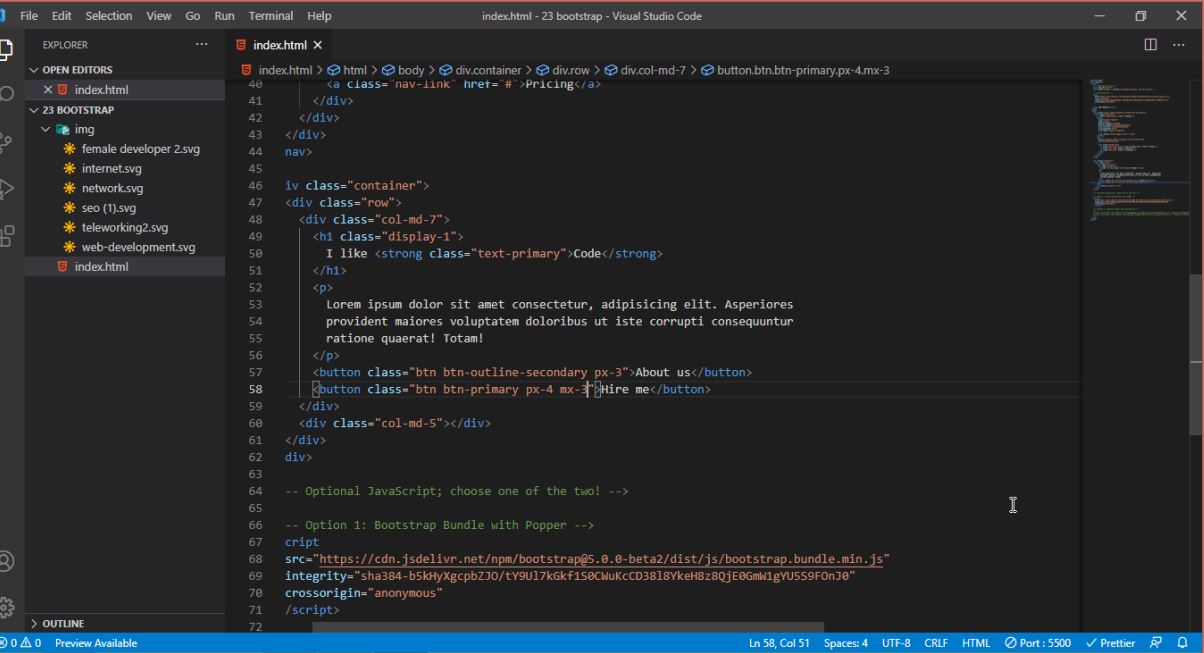 File Edit Selection View Go Run Terminal Help index.html - 23 bootstrap - Visual Studio Code
EXPLORER
OPEN EDITORS
index.html
23 BOOTSTRAP
img
female developer 2.svg
internet.svg
network.svg
seo (1).svg
teleworking2.svg
web-development.svg
index.html
OUTLINE
index.html
index.html > html > body > div.container > div.row > div.col-md-7 > button.btn.btn-primary.px-4.mx-3
40 <a class="nav-link" href="#">Pricing</a>
41 </div>
42 </div>
43 </div>
44 nav>
45
46 iv class="container">
47 <div class="row">
48 <div class="col-md-7">
49 <h1 class="display-1">
50 I like <strong class="text-primary">Code</strong>
51 </h1>
52 <p>
53 Lorem ipsum dolor sit amet consectetur, adipisicing elit. Asperiores
54 provident maiores voluptatem doloribus ut iste corrupti consequuntur
55 ratione quaerat! Totam!
56 </p>
57 <button class="btn btn-outline-secondary px-3">About us</button>
58 <button class="btn btn-primary px-4 mx-3">Hire me</button>
59 </div>
60 <div class="col-md-5"></div>
61 </div>
62 div>
63
64 -- Optional JavaScript; choose one of the two! -->
65
66 -- Option 1: Bootstrap Bundle with Popper -->
67 cript
68 src="https://cdn.jsdelivr.net/npm/bootstrap@5.0.0-beta2/dist/js/bootstrap.bundle.min.js"
69 integrity="sha384-b5kHyXgcpbZJO/tY9Ul7kGkf1S0CWuKcCD38l8YkeH8z8QjE0GmW1gYU5S9FOnJ0"
70 crossorigin="anonymous"
71 /script>
72
0 0 Preview Available Ln 58, Col 51 Spaces: 4 UTF-8 CRLF HTML Port : 5500 Prettier